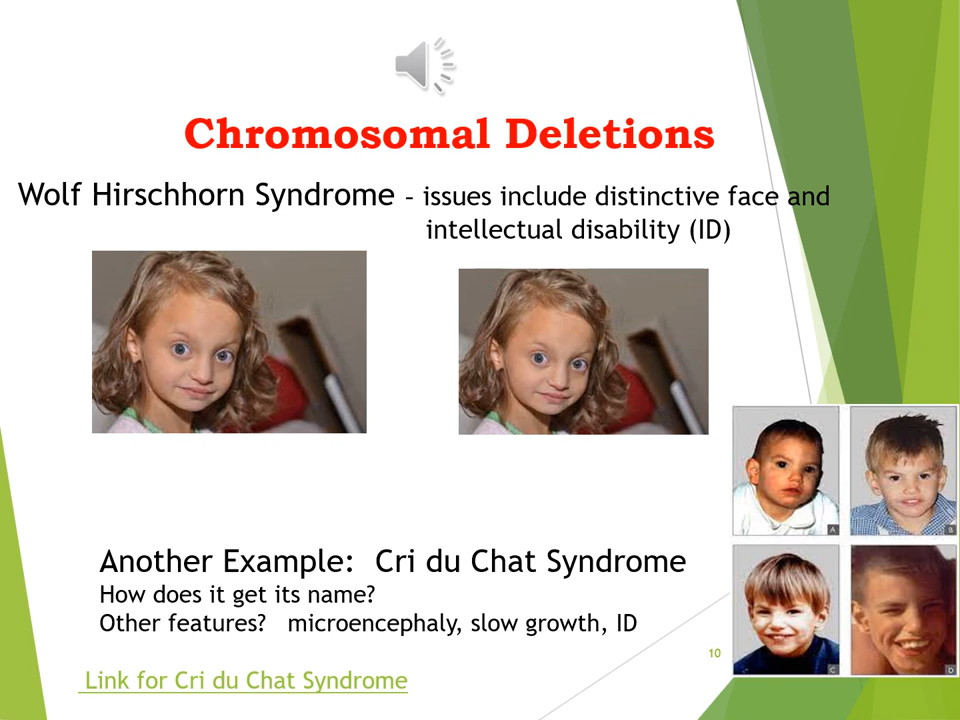 Chromosomal Deletions
Wolf Hirschhorn Syndrome – issues include distinctive face and
intellectual disability (ID)
A
B
C
D
Another Example: Cri du Chat Syndrome
How does it get its name?
Other features? microencephaly, slow growth, ID
10
Link for Cri du Chat Syndrome